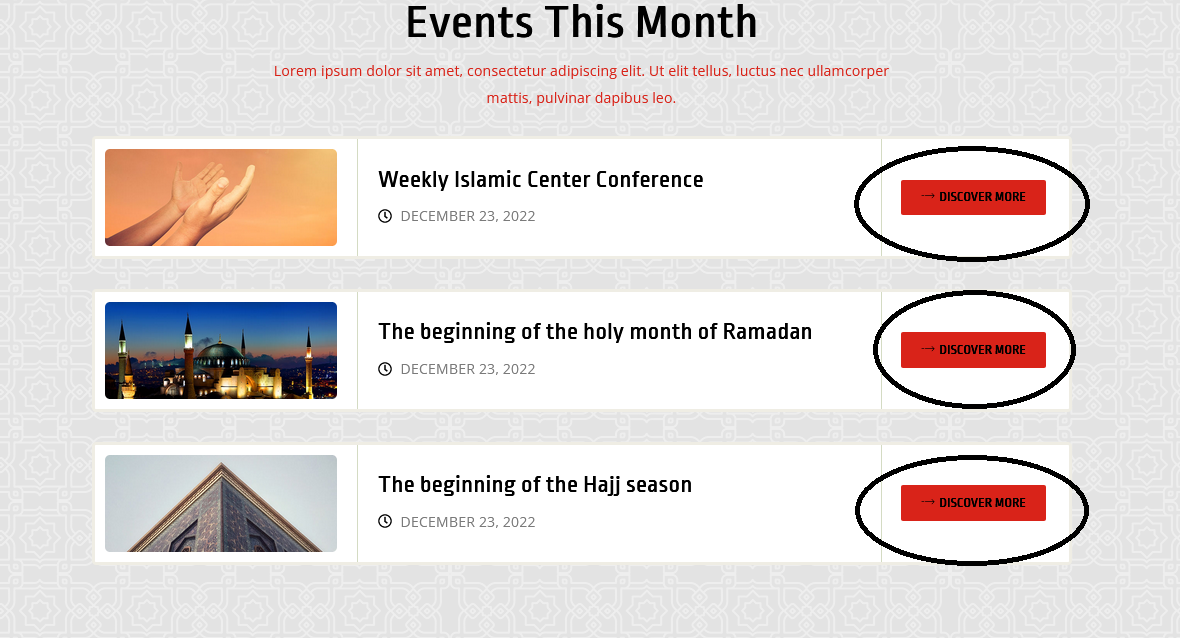 Events This Month
Lorem ipsum dolor sit amet, consectetur adipiscing elit. Ut elit tellus, luctus nec ullamcorper
mattis, pulvinar dapibus leo.
Weekly Islamic Center Conference
DECEMBER 23, 2022
→ DISCOVER MORE
The beginning of the holy month of Ramadan
DECEMBER 23, 2022
→ DISCOVER MORE
The beginning of the Hajj season
DECEMBER 23, 2022
→ DISCOVER MORE